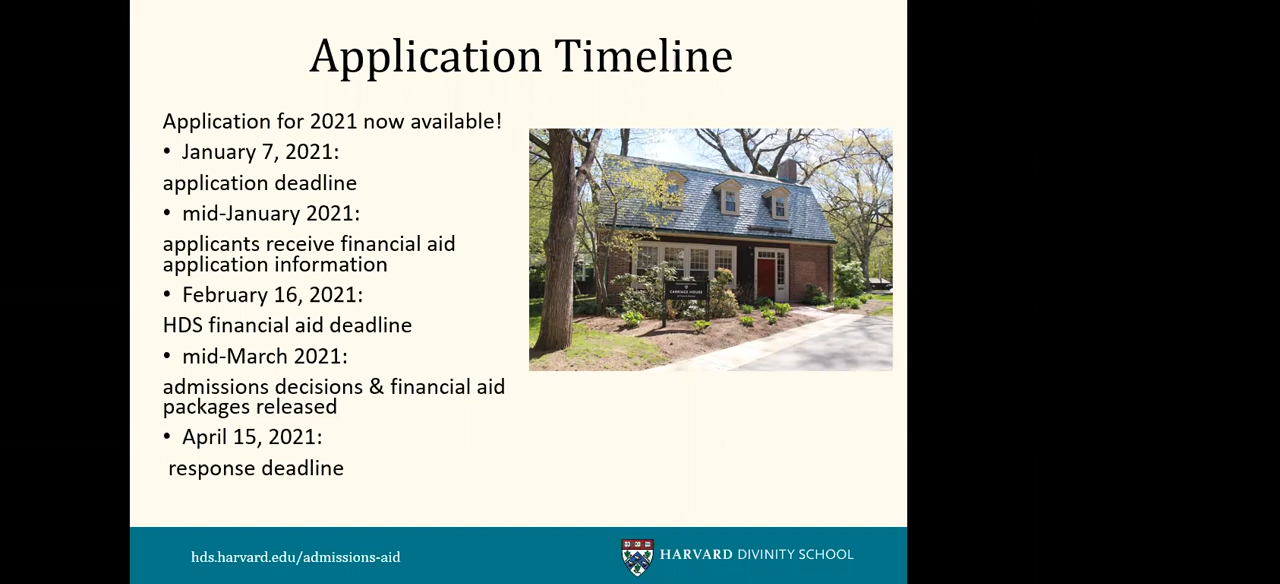 Application Timeline
Application for 2021 now available!
• January 7, 2021:
application deadline
• mid-January 2021:
applicants receive financial aid
application information
• February 16, 2021:
HDS financial aid deadline
• mid-March 2021:
admissions decisions & financial aid
packages released
• April 15, 2021:
response deadline
CARRIAGE HOUSE
hds.harvard.edu/admissions-aid
HARVARD DIVINITY SCHOOL